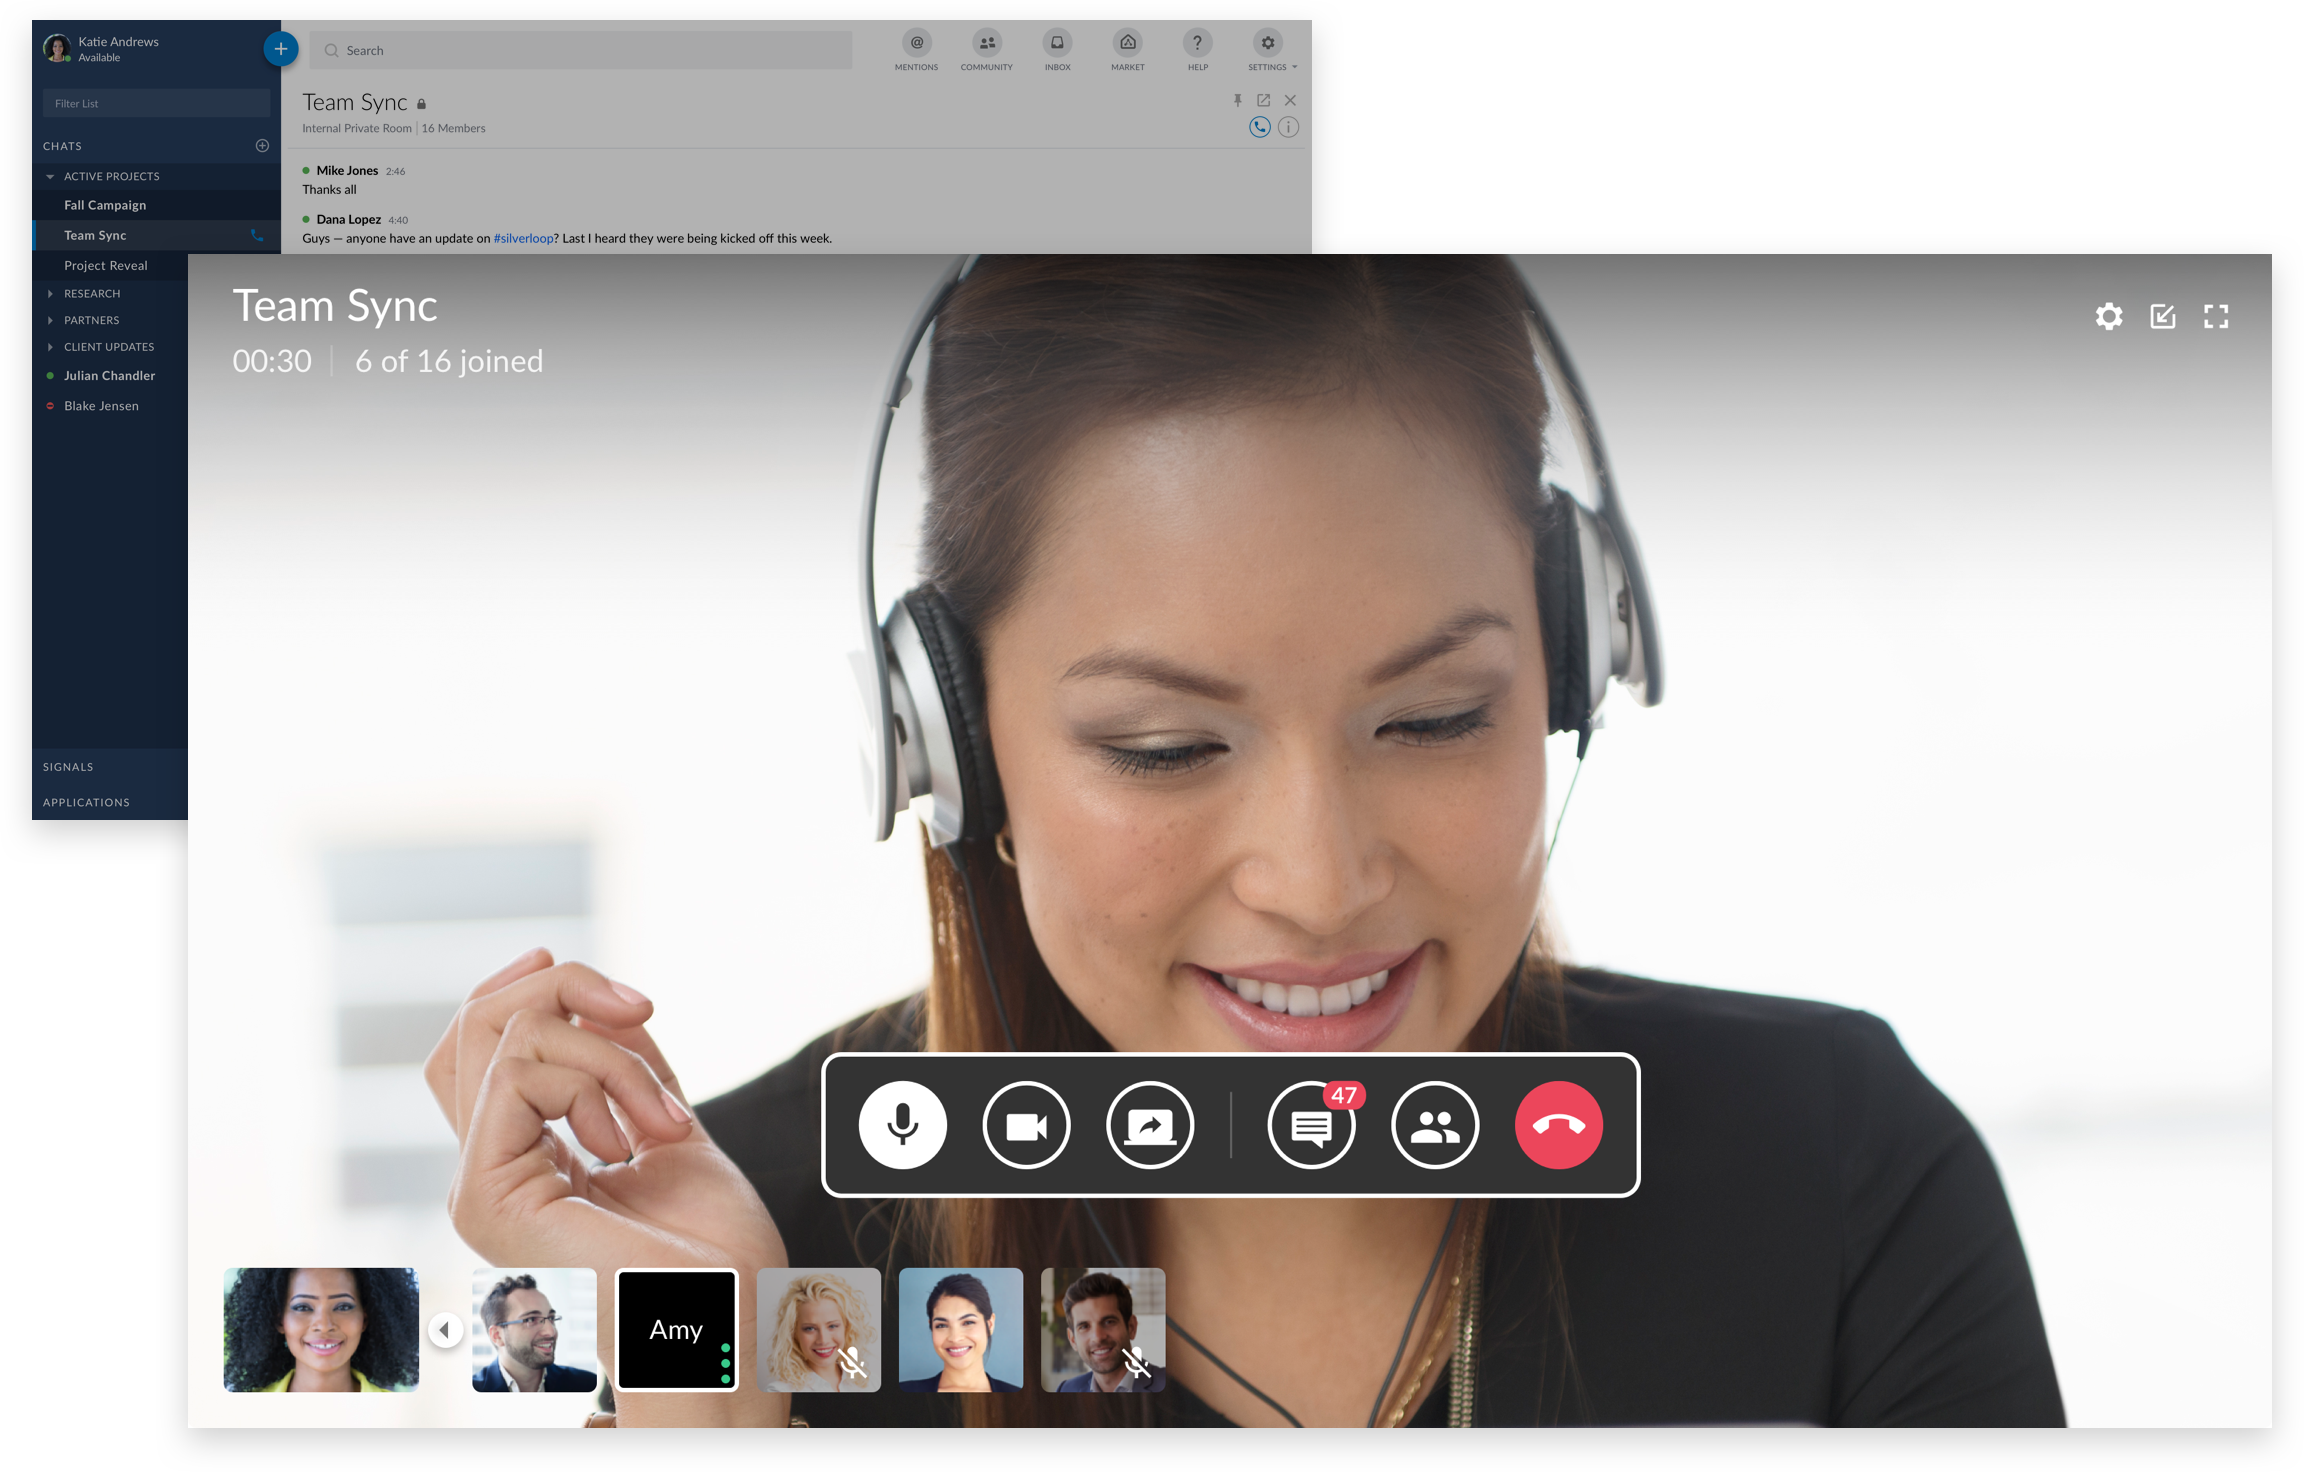 Katie Andrews
Available
Search
MENTIONS
COMMUNITY
INBOX
MARKET
HELP
SETTINGS
Filter List
Team Sync
Internal Private Room | 16 Members
CHATS
ACTIVE PROJECTS
Fall Campaign
Team Sync
Project Reveal
RESEARCH
PARTNERS
CLIENT UPDATES
Julian Chandler
Blake Jensen
SIGNALS
APPLICATIONS
Mike Jones 2:46
Thanks all
Dana Lopez 4:40
Guys — anyone have an update on #silverloop? Last I heard they were being kicked off this week.
Team Sync
00:30 | 6 of 16 joined
47
Amy